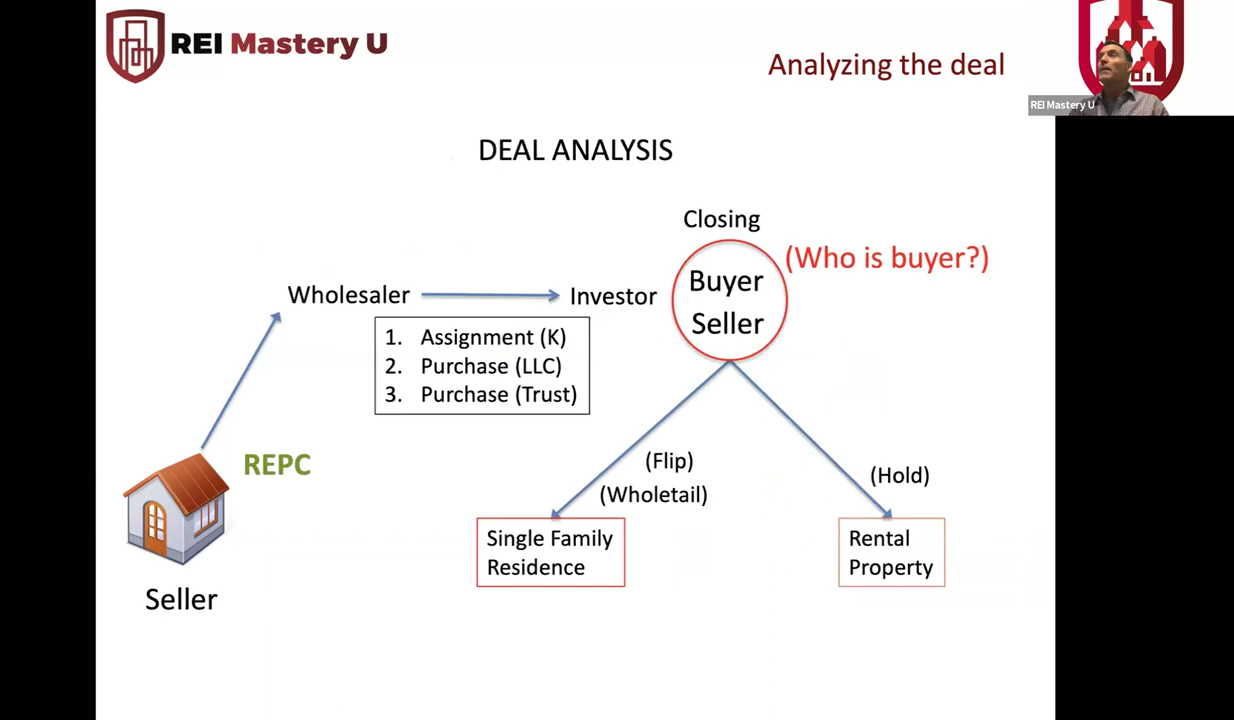 REI Mastery U
Analyzing the deal
REI Mastery U
DEAL ANALYSIS
Closing
(Who is buyer?)
Buyer
Seller
Wholesaler
Investor
1. Assignment (K)
2. Purchase (LLC)
3. Purchase (Trust)
REPC
(Flip)
(Wholetail)
(Hold)
Single Family
Residence
Rental
Property
Seller